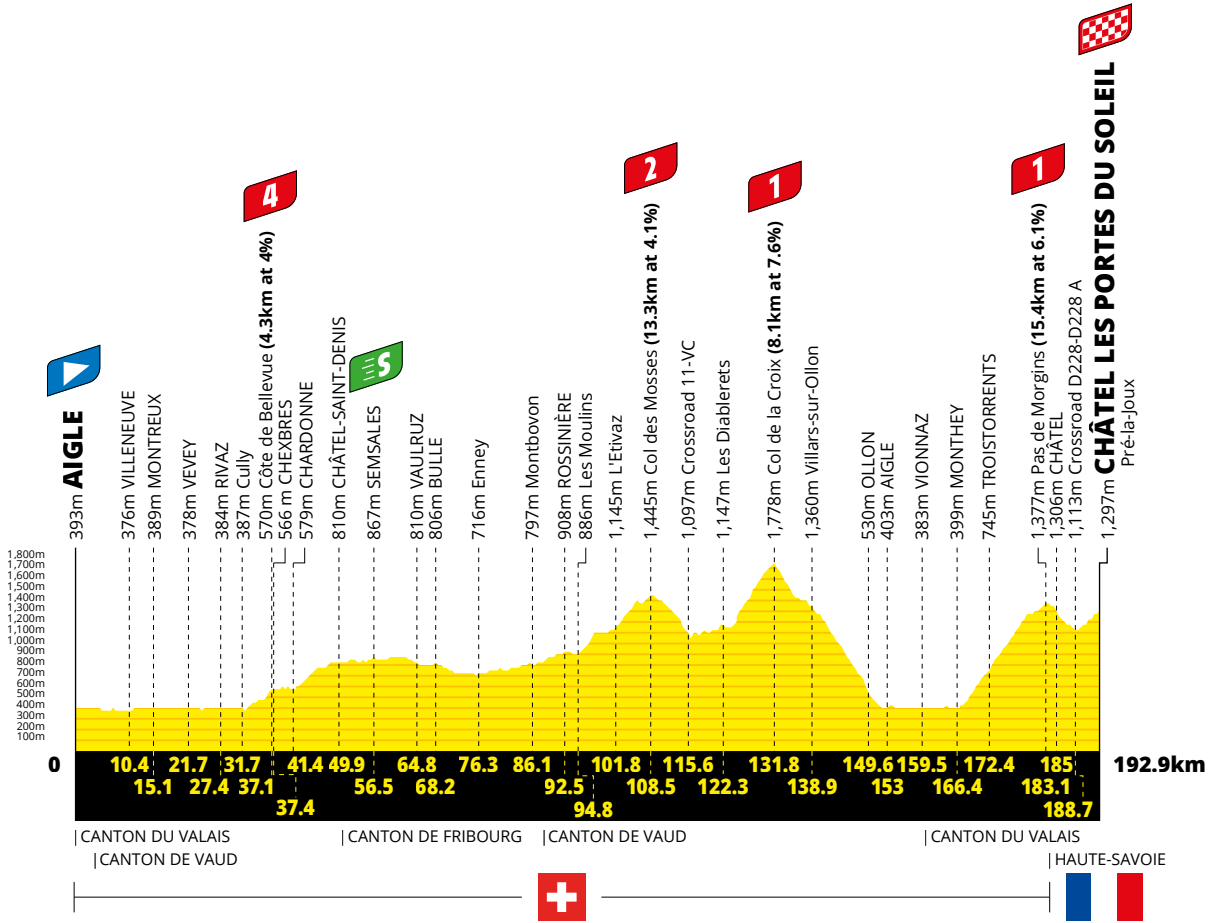 4
2
1
1
S
393m AIGLE
376m VILLENEUVE
389m MONTREUX
378m VEVEY
384m RIVAZ
387m Cully
570m Côte de Bellevue (4.3km at 4%)
566 m CHEXBRES
579m CHARDONNE
810m CHÂTEL-SAINT-DENIS
867m SEMSALES
810m VAULRUZ
806m BULLE
716m Enney
797m Montbovon
908m ROSSINIÈRE
886m Les Moulins
1,145m L'Etivaz
1,445m Col des Mosses (13.3km at 4.1%)
1,097m Crossroad 11-VC
1,147m Les Diablerets
1,778m Col de la Croix (8.1km at 7.6%)
1,360m Villars-sur-Ollon
530m OLLON
403m AIGLE
383m VIONNAZ
399m MONTHEY
745m TROISTORRENTS
1,377m Pas de Morgins (15.4km at 6.1%)
1,306m CHÂTEL
1,113m Crossroad D228-D228 A
CHÂTEL LES PORTES DU SOLEIL
1,297m Pré-la-Joux
1,800m
1,700m
1,600m
1,500m
1,400m
1,300m
1,200m
1,100m
1,000m
900m
800m
700m
600m
500m
400m
300m
200m
100m
0 10.4 21.7 31.7 41.4 49.9 64.8 76.3 86.1 101.8 115.6 131.8 149.6 159.5 172.4 185 192.9km
15.1 27.4 37.1 56.5 68.2 92.5 108.5 122.3 138.9 153 166.4 183.1
37.4 94.8 188.7
CANTON DU VALAIS CANTON DE FRIBOURG CANTON DE VAUD CANTON DU VALAIS
CANTON DE VAUD HAUTE-SAVOIE